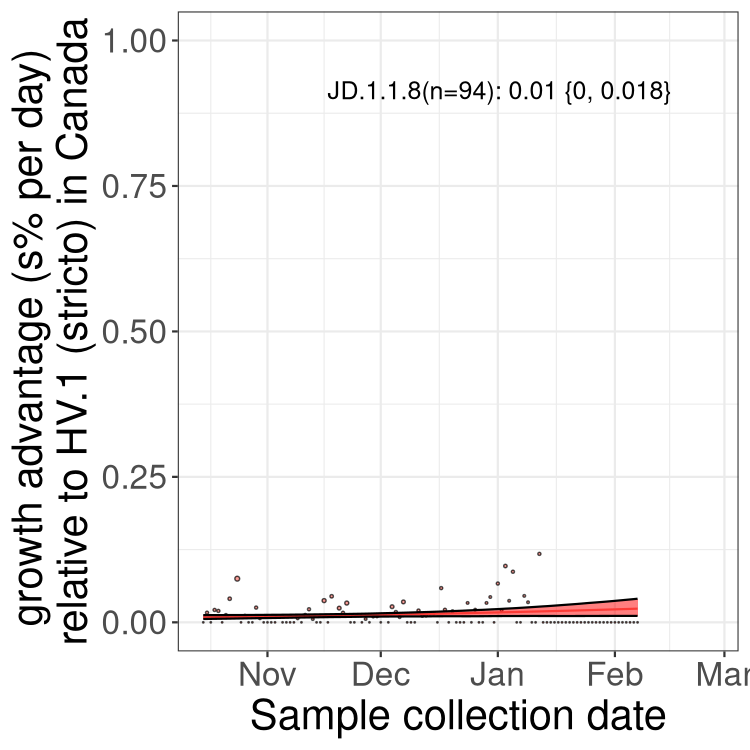 growth advantage (s% per day)
relative to HV.1 (stricto) in Canada
1.00
0.75
0.50
0.25
0.00
JD.1.1.8(n=94): 0.01 {0, 0.018}
Nov Dec Jan Feb Mar
Sample collection date